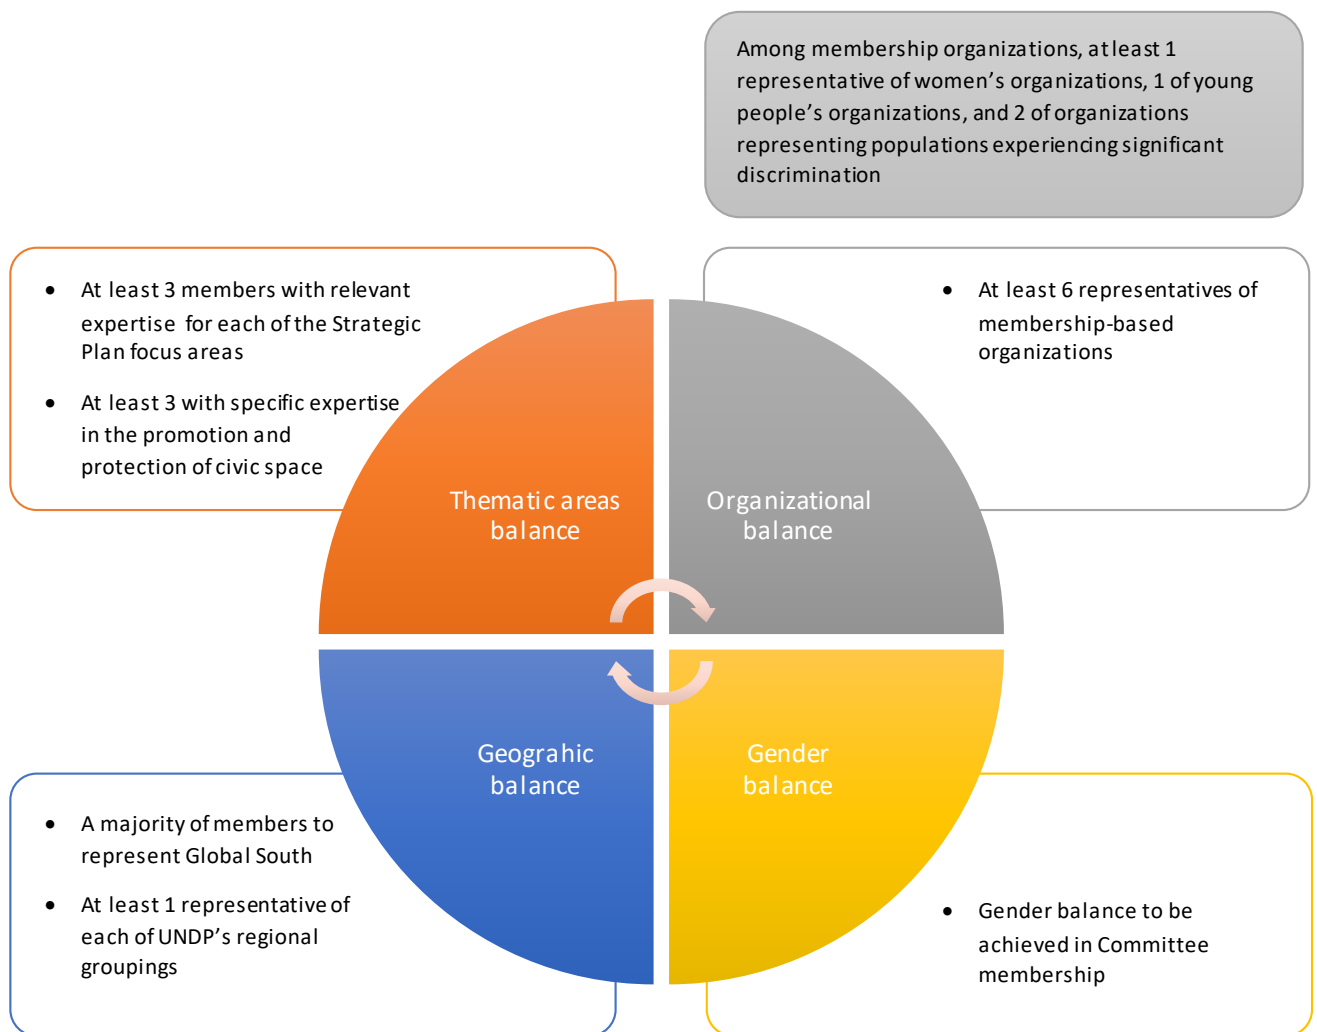 Among membership organizations, at least 1
representative of women's organizations, 1 of young
people's organizations, and 2 of organizations
representing populations experiencing significant
discrimination
• At least 3 members with relevant
expertise for each of the Strategic
Plan focus areas
• At least 3 with specific expertise
in the promotion and
protection of civic space
• At least 6 representatives of
membership-based
organizations
Thematic areas
balance
Organizational
balance
Geograhic
balance
Gender
balance
• A majority of members to
represent Global South
• At least 1 representative of
each of UNDP's regional
groupings
• Gender balance to be
achieved in Committee
membership